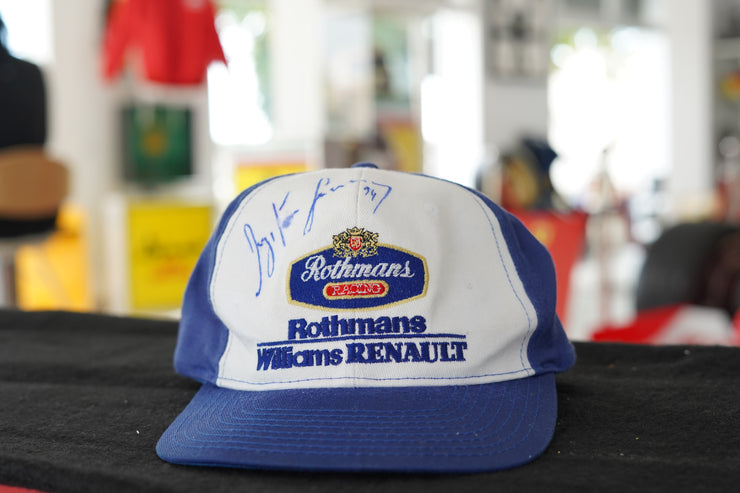 Rothmans
RACING
Rothmans
Williams RENAULT